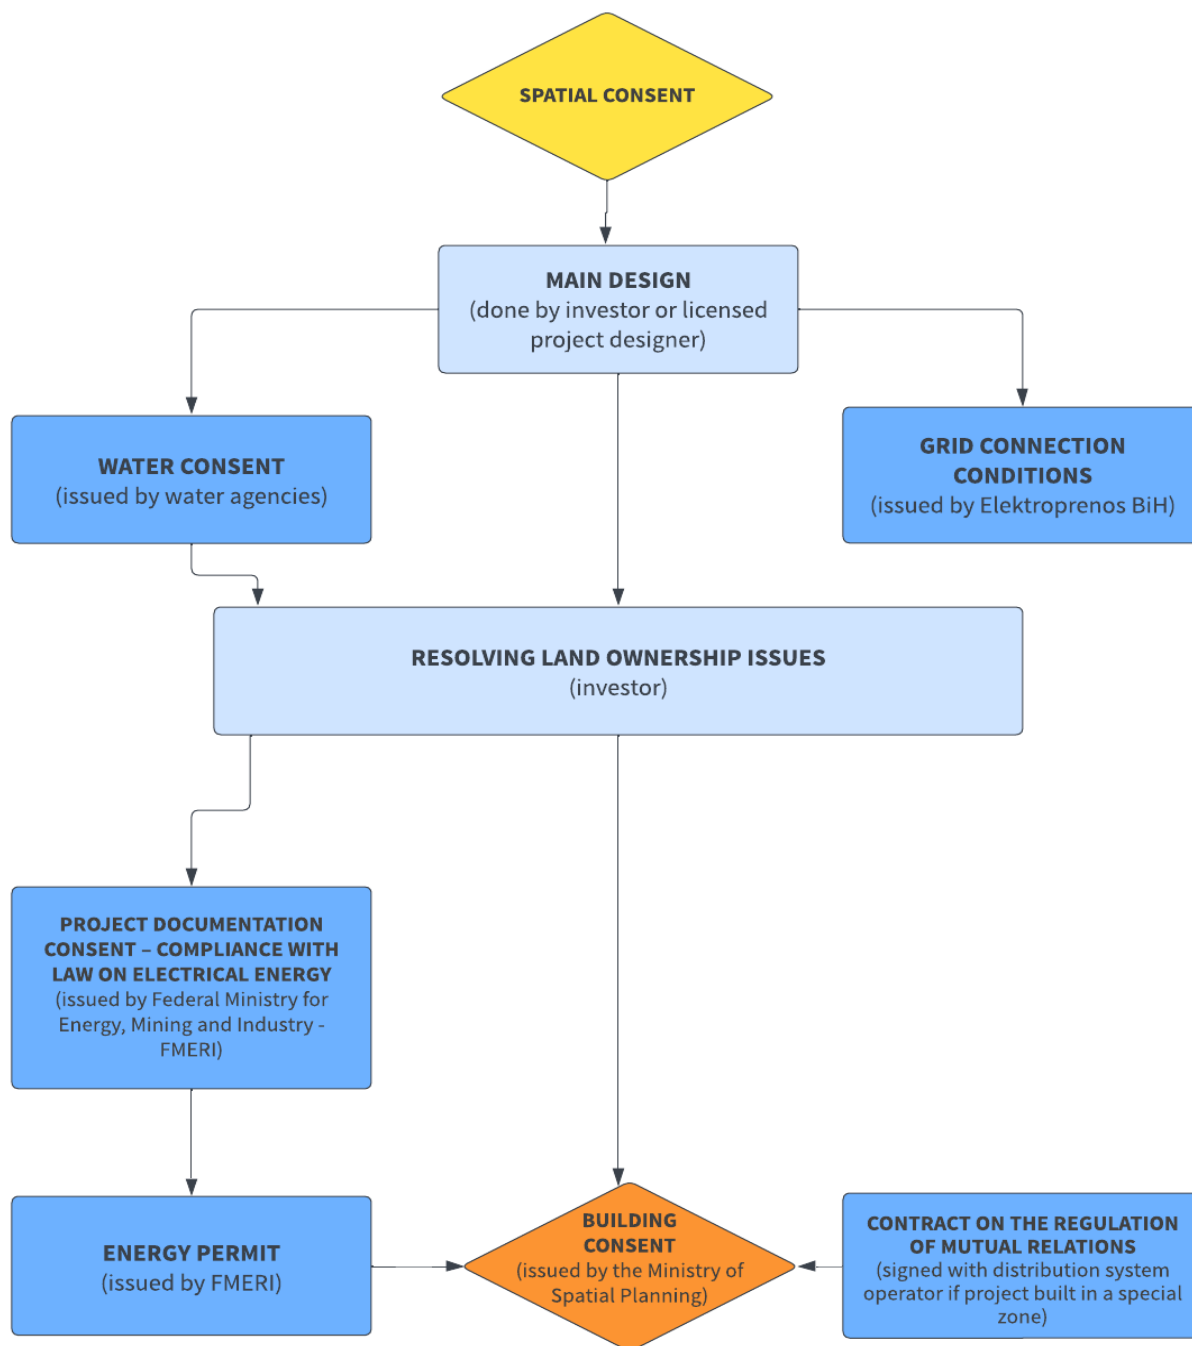 SPATIAL CONSENT
MAIN DESIGN
(done by investor or licensed
project designer)
WATER CONSENT
(issued by water agencies)
GRID CONNECTION
CONDITIONS
(issued by Elektroprenos BiH)
RESOLVING LAND OWNERSHIP ISSUES
(investor)
PROJECT DOCUMENTATION
CONSENT – COMPLIANCE WITH
LAW ON ELECTRICAL ENERGY
(issued by Federal Ministry for
Energy, Mining and Industry -
FMERI)
ENERGY PERMIT
(issued by FMERI)
BUILDING
CONSENT
(issued by the Ministry of
Spatial Planning)
CONTRACT ON THE REGULATION
OF MUTUAL RELATIONS
(signed with distribution system
operator if project built in a special
zone)